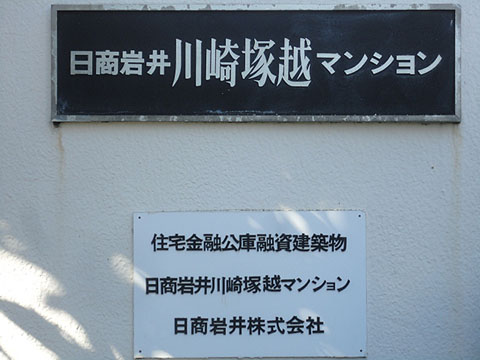 日商岩井川崎塚越マンション
住宅金融公庫融資建築物
日商岩井川崎塚越マンション
日商岩井株式会社